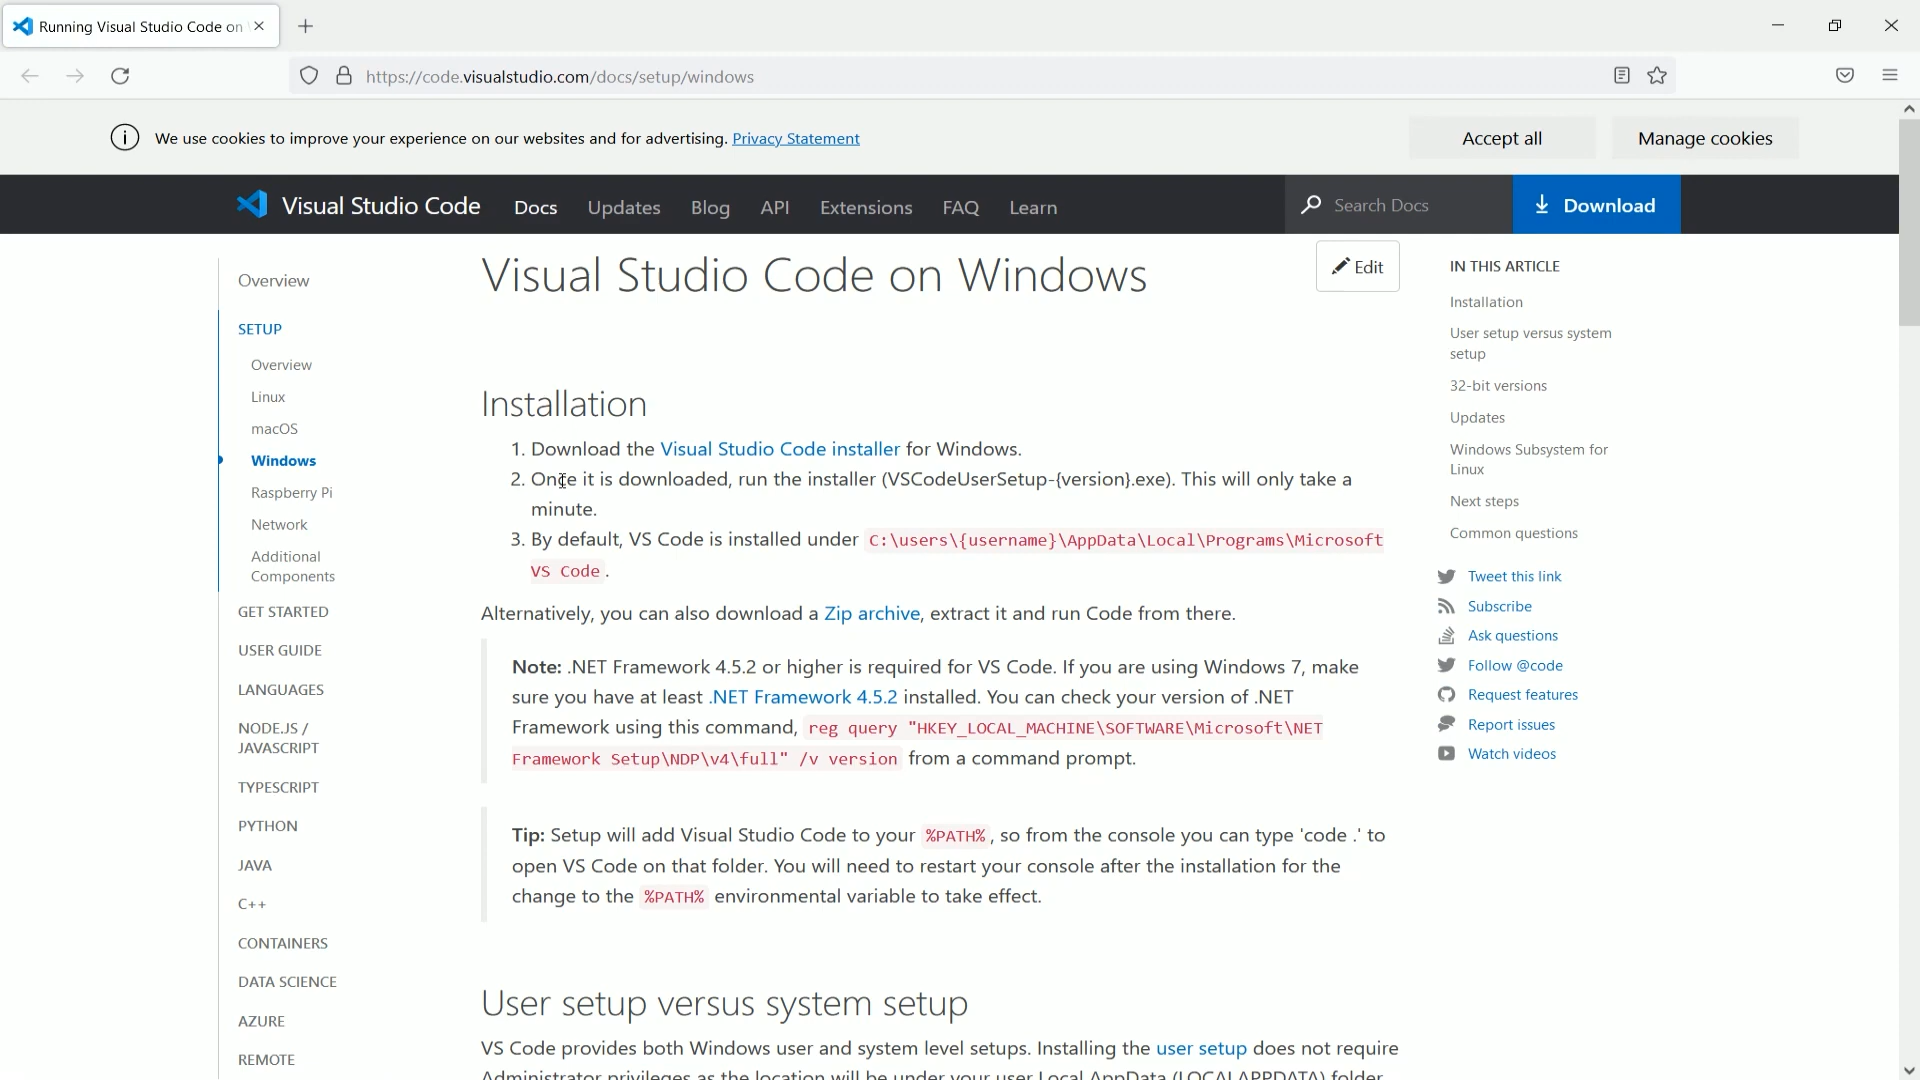 Running Visual Studio Code on
https://code.visualstudio.com/docs/setup/windows
We use cookies to improve your experience on our websites and for advertising. Privacy Statement
Accept all
Manage cookies
Visual Studio Code
Docs
Updates
Blog
API
Extensions
FAQ
Learn
Search Docs
Download
Overview
SETUP
Overview
Linux
macOS
Windows
Raspberry Pi
Network
Additional
Components
GET STARTED
USER GUIDE
LANGUAGES
NODE.JS /
JAVASCRIPT
TYPESCRIPT
PYTHON
JAVA
C++
CONTAINERS
DATA SCIENCE
AZURE
REMOTE
Visual Studio Code on Windows
Edit
Installation
1. Download the Visual Studio Code installer for Windows.
2. Once it is downloaded, run the installer (VSCodeUserSetup-{version}.exe). This will only take a
minute.
3. By default, VS Code is installed under C:\users\{username}\AppData\Local\Programs\Microsoft
VS Code.
Alternatively, you can also download a Zip archive, extract it and run Code from there.
Note: .NET Framework 4.5.2 or higher is required for VS Code. If you are using Windows 7, make
sure you have at least .NET Framework 4.5.2 installed. You can check your version of .NET
Framework using this command, reg query "HKEY_LOCAL_MACHINE\SOFTWARE\Microsoft\NET
Framework Setup\NDP\v4\full" /v version from a command prompt.
Tip: Setup will add Visual Studio Code to your %PATH%, so from the console you can type 'code .' to
open VS Code on that folder. You will need to restart your console after the installation for the
change to the %PATH% environmental variable to take effect.
User setup versus system setup
VS Code provides both Windows user and system level setups. Installing the user setup does not require
Administrator privileges as the location will be under your user Local AppData (LOCALAPPDATA) folder.
IN THIS ARTICLE
Installation
User setup versus system
setup
32-bit versions
Updates
Windows Subsystem for
Linux
Next steps
Common questions
Tweet this link
Subscribe
Ask questions
Follow @code
Request features
Report issues
Watch videos